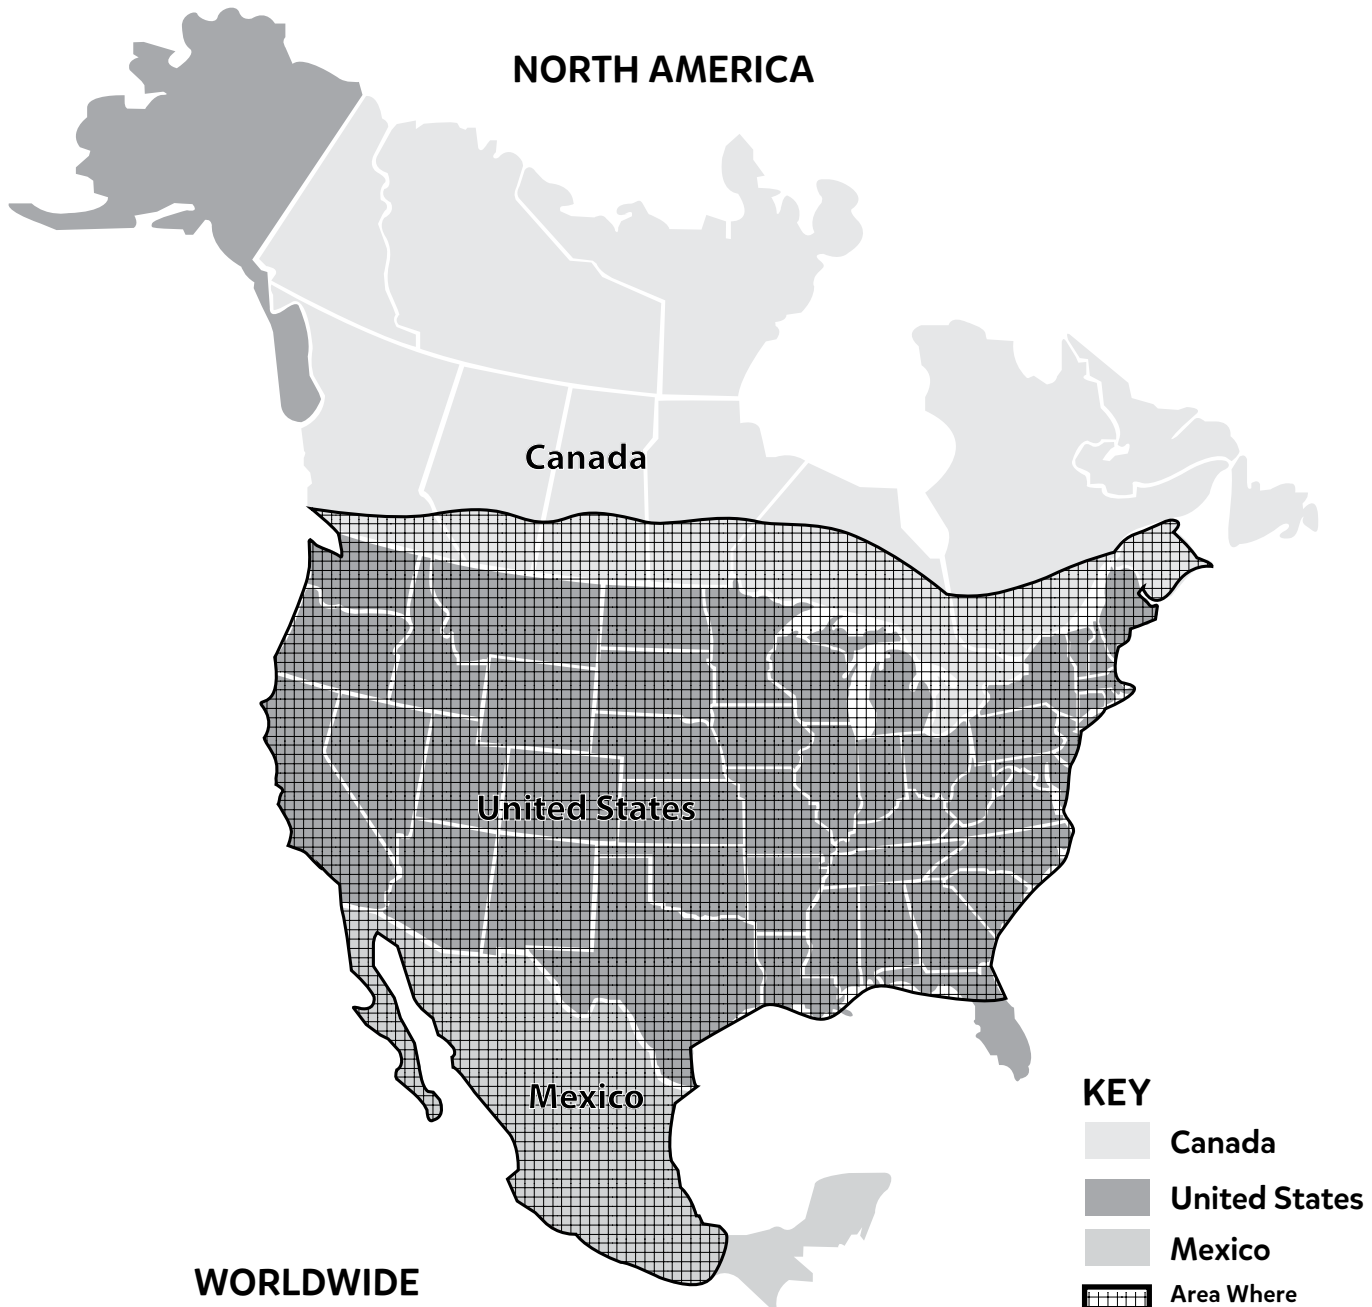 NORTH AMERICA
Canada
United States
Mexico
KEY
Canada
United States
Mexico
Area Where
WORLDWIDE